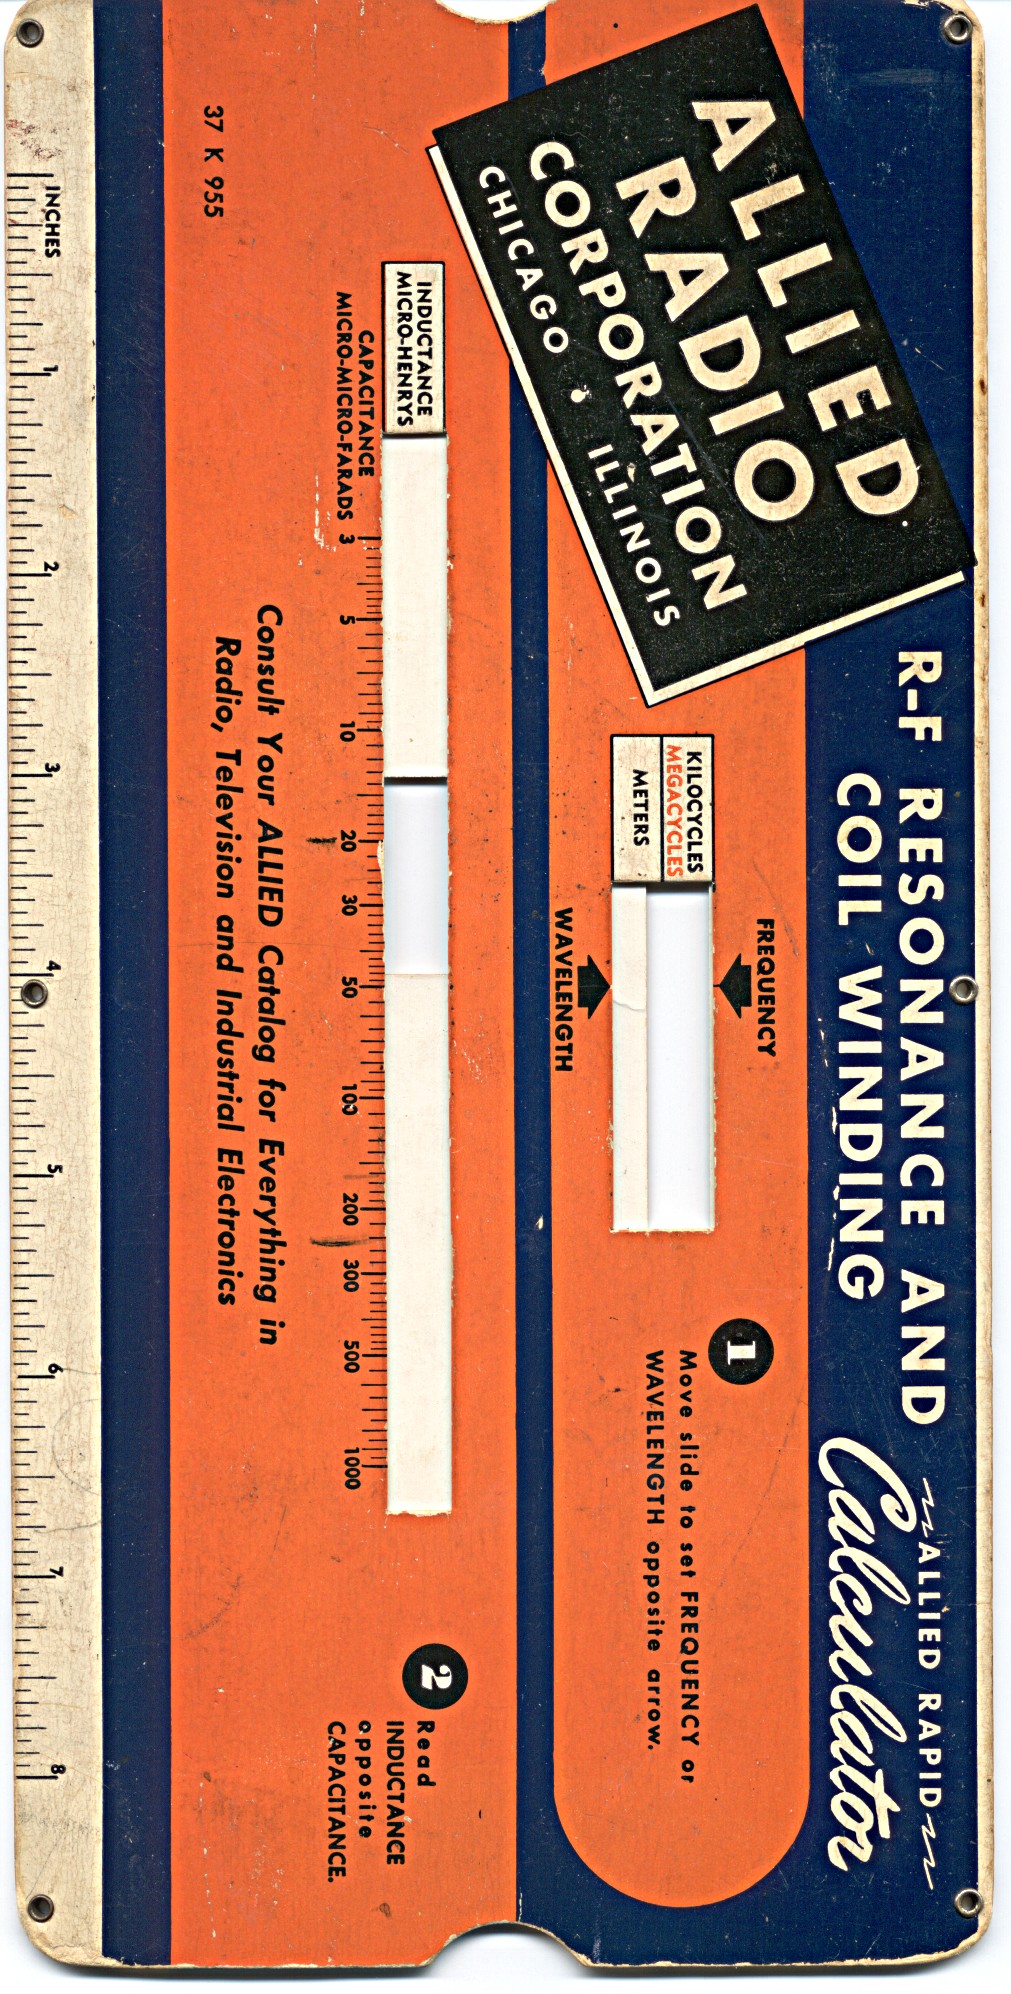 ALLIED
RADIO
CORPORATION
CHICAGO • ILLINOIS
R-F RESONANCE AND
COIL WINDING
ALLIED RAPID
Calculator
KILOCYCLES
MEGACYCLES
METERS
FREQUENCY
WAVELENGTH
1
Move slide to set FREQUENCY or
WAVELENGTH opposite arrow.
INDUCTANCE
MICRO-HENRYS
CAPACITANCE
MICRO-MICRO-FARADS
3 5 10 20 30 50 100 200 300 500 1000
2
Read
INDUCTANCE
opposite
CAPACITANCE.
Consult Your ALLIED Catalog for Everything in
Radio, Television and Industrial Electronics
37 K 955
INCHES
1 2 3 4 5 6 7 8